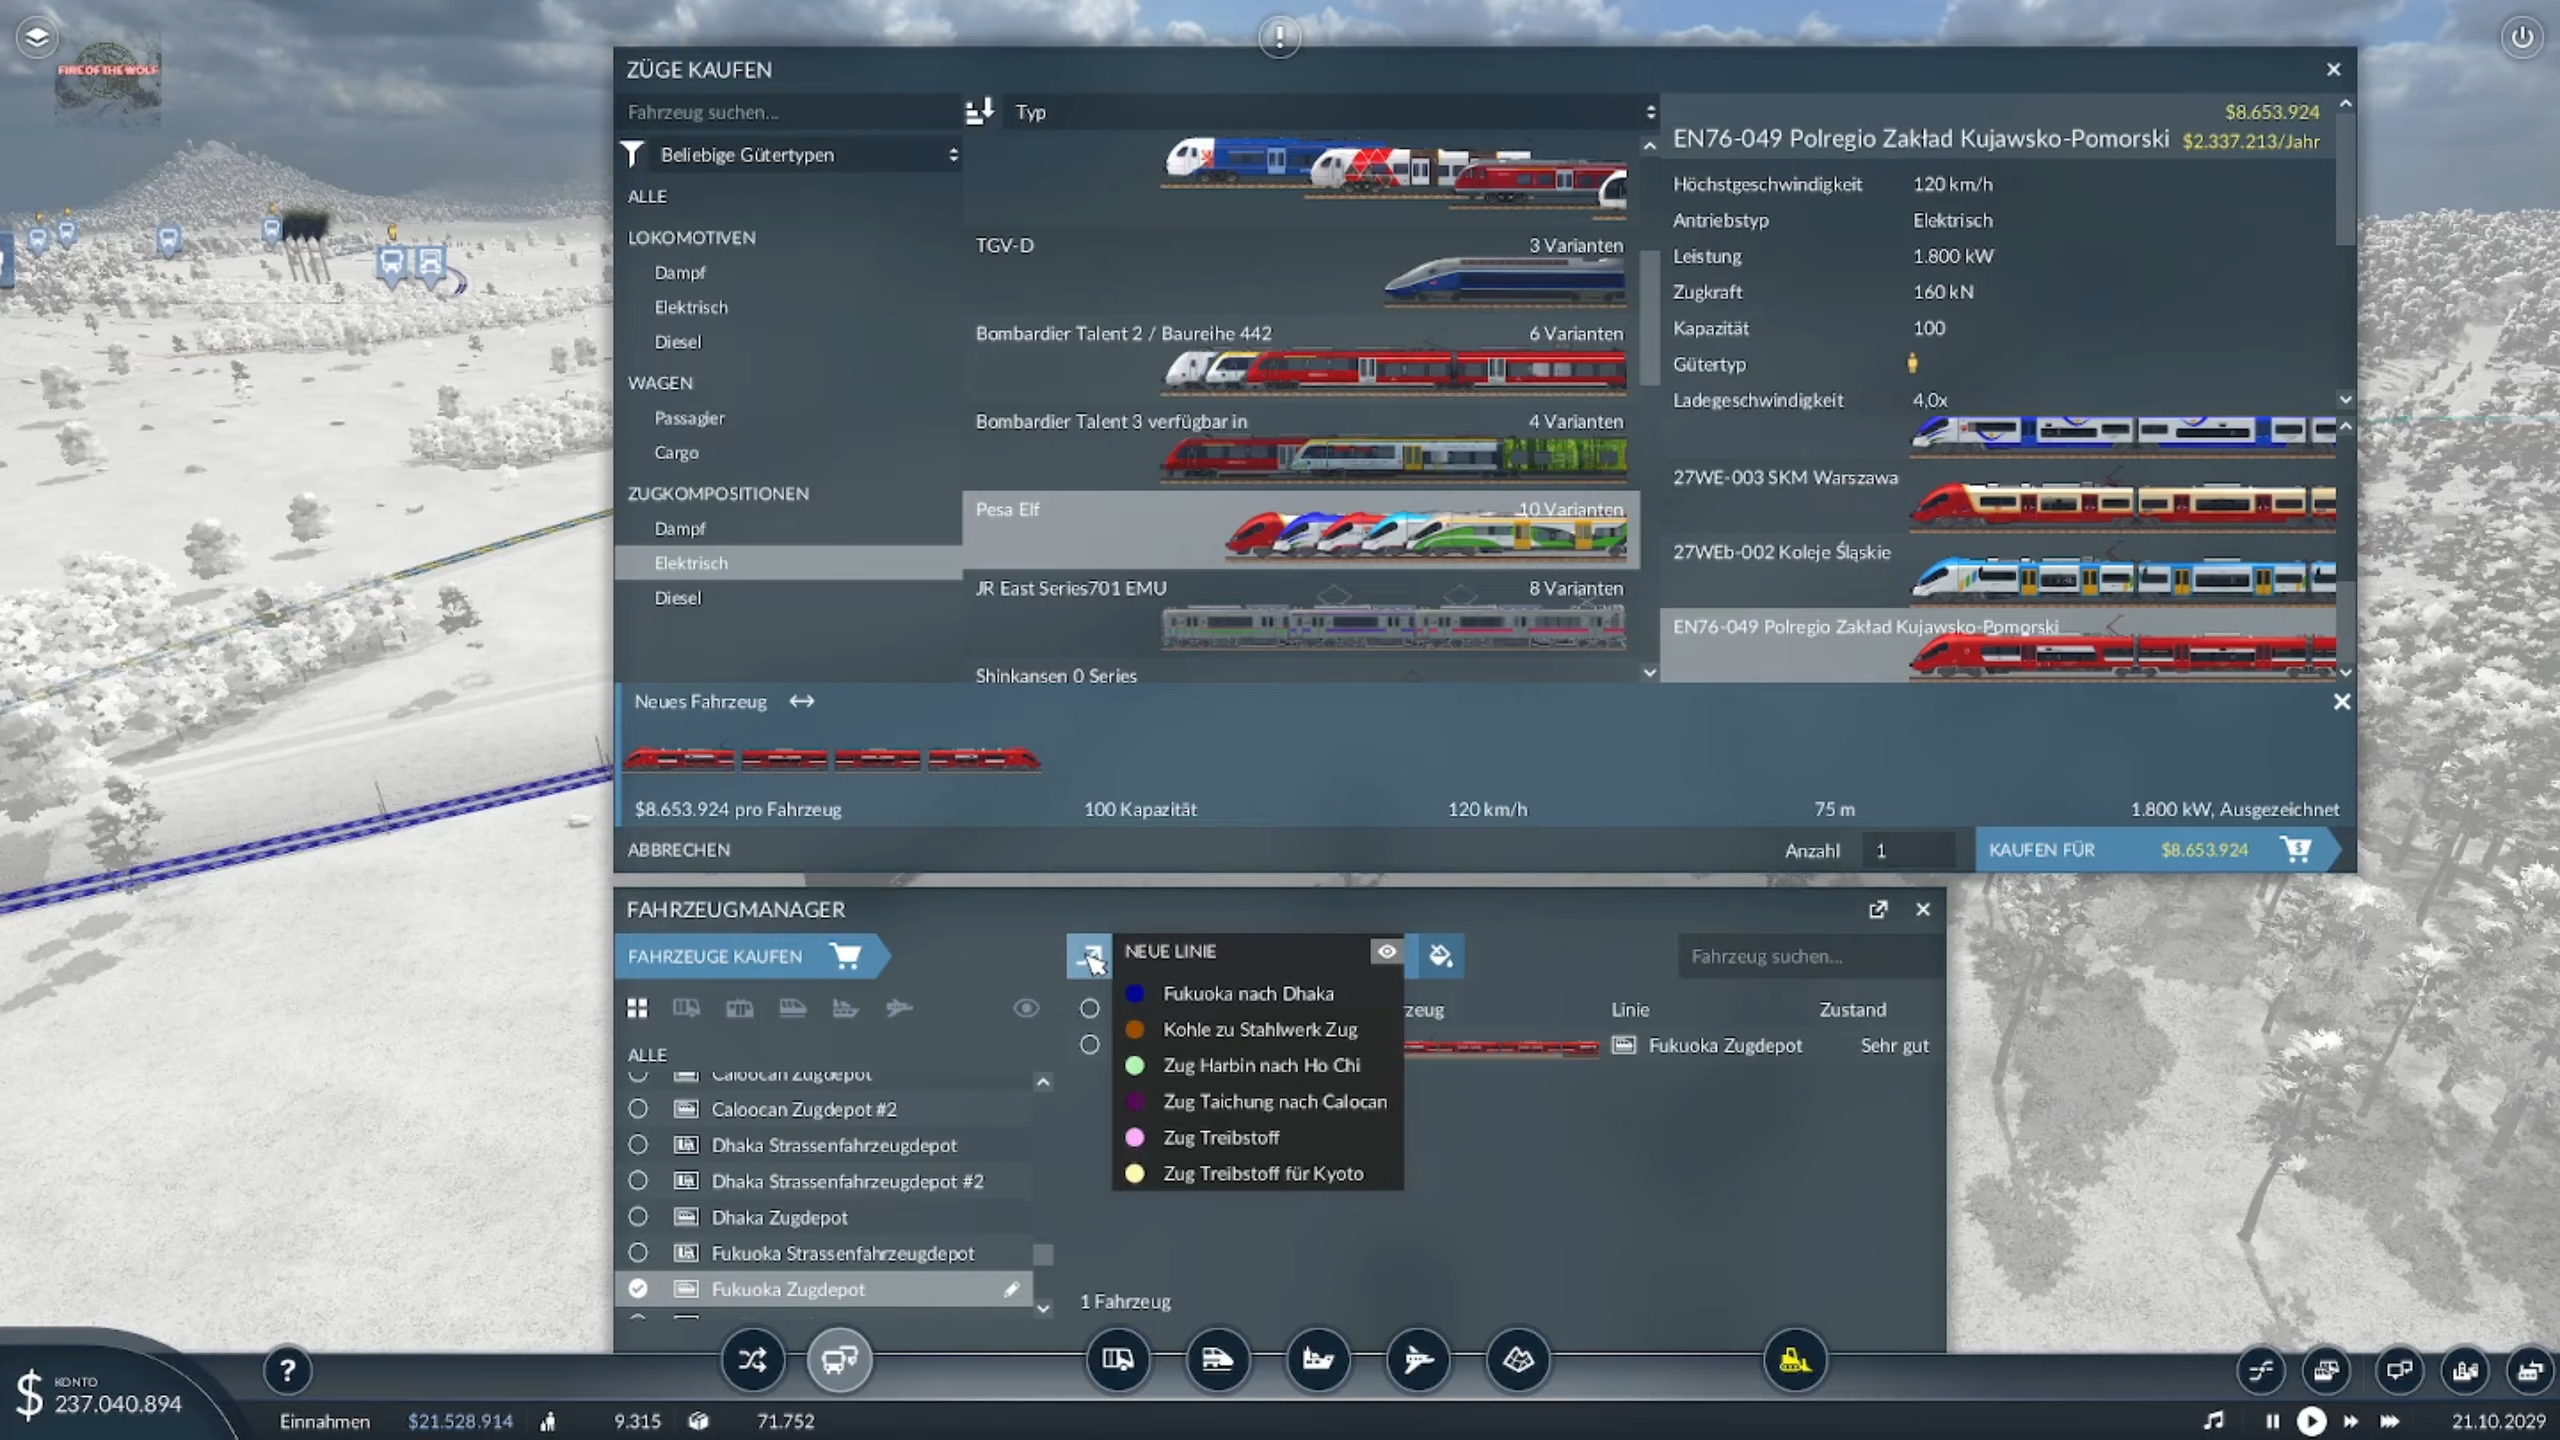 FIRE OF THE WOLF
ZÜGE KAUFEN
Fahrzeug suchen...
Typ
Beliebige Gütertypen
ALLE
LOKOMOTIVEN
Dampf
Elektrisch
Diesel
WAGEN
Passagier
Cargo
ZUGKOMPOSITIONEN
Dampf
Elektrisch
Diesel
TGV-D
3 Varianten
Bombardier Talent 2 / Baureihe 442
6 Varianten
Bombardier Talent 3 verfügbar in
4 Varianten
Pesa Elf
10 Varianten
JR East Series701 EMU
8 Varianten
Shinkansen 0 Series
$8.653.924
EN76-049 Polregio Zakład Kujawsko-Pomorski
$2.337.213/Jahr
Höchstgeschwindigkeit 120 km/h
Antriebstyp Elektrisch
Leistung 1.800 kW
Zugkraft 160 kN
Kapazität 100
Gütertyp
Ladegeschwindigkeit 4,0x
27WE-003 SKM Warszawa
27WEb-002 Koleje Śląskie
EN76-049 Polregio Zakład Kujawsko-Pomorski
Neues Fahrzeug
$8.653.924 pro Fahrzeug
100 Kapazität
120 km/h
75 m
1.800 kW, Ausgezeichnet
ABBRECHEN
Anzahl 1
KAUFEN FÜR $8.653.924
FAHRZEUGMANAGER
FAHRZEUGE KAUFEN
Fahrzeug suchen...
ALLE
Caloocan Zugdepot
Caloocan Zugdepot #2
Dhaka Strassenfahrzeugdepot
Dhaka Strassenfahrzeugdepot #2
Dhaka Zugdepot
Fukuoka Strassenfahrzeugdepot
Fukuoka Zugdepot
NEUE LINIE
Fukuoka nach Dhaka
Kohle zu Stahlwerk Zug
Zug Harbin nach Ho Chi
Zug Taichung nach Calocan
Zug Treibstoff
Zug Treibstoff für Kyoto
zeug
Linie
Zustand
Fukuoka Zugdepot
Sehr gut
1 Fahrzeug
KONTO
$ 237.040.894
?
Einnahmen $21.528.914
9.315
71.752
21.10.2029